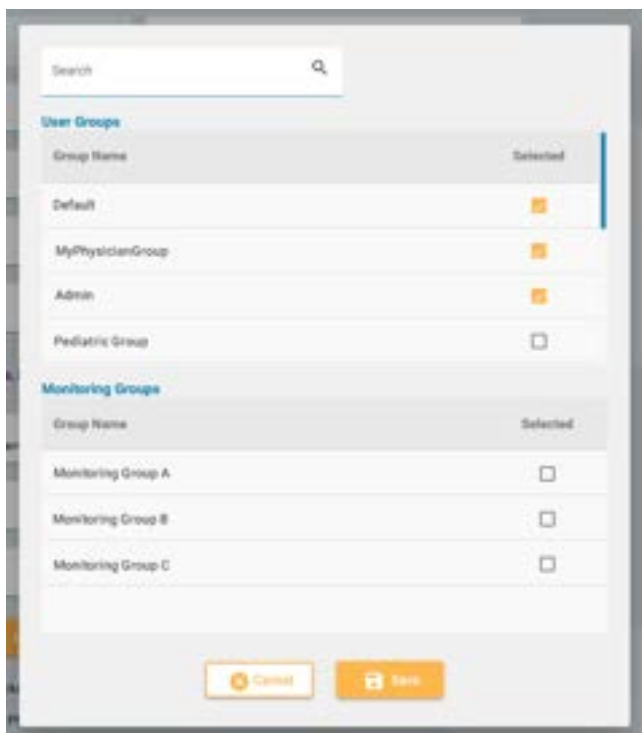 Search
User Groups
Group Name Selected
Default
MyPhysicianGroup
Admin
Pediatric Group
Monitoring Groups
Group Name Selected
Monitoring Group A
Monitoring Group B
Monitoring Group C
Cancel Save